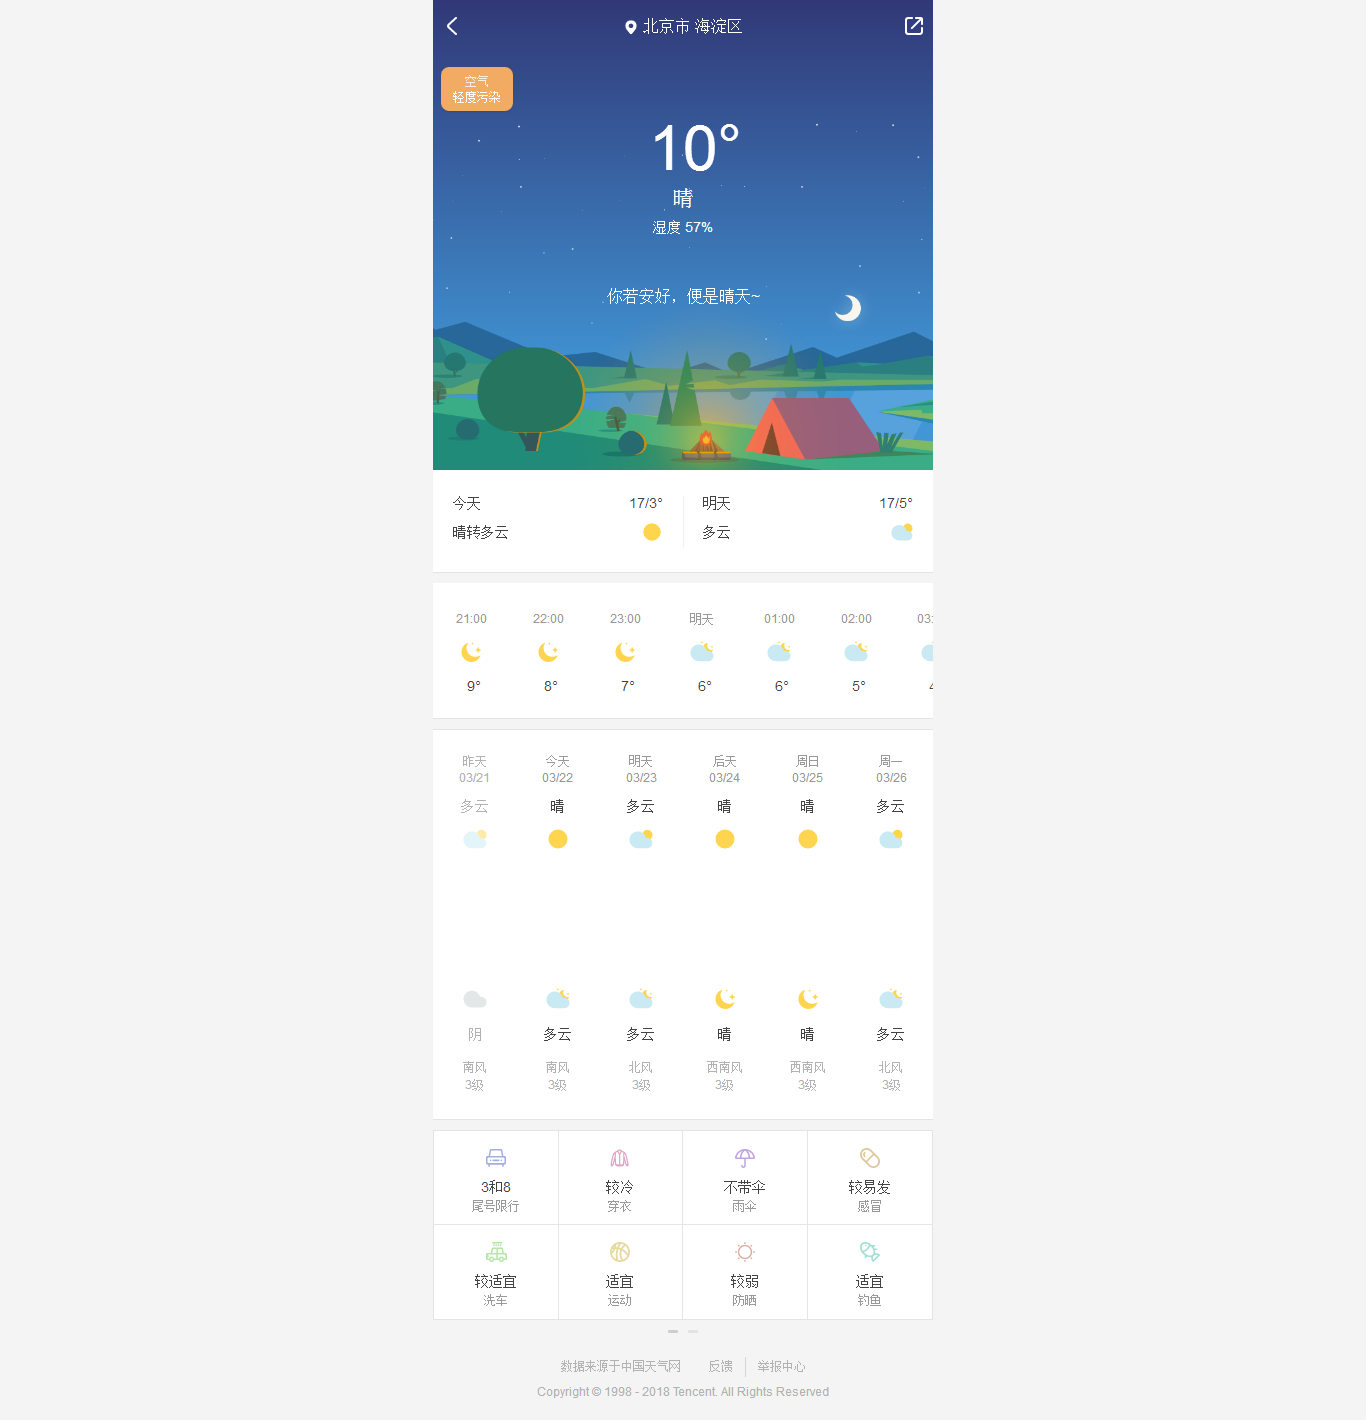 北京市 海淀区
空气
轻度污染
10°
晴
湿度 57%
你若安好，便是晴天~
今天 17/3° 明天 17/5°
晴转多云 多云
21:00 22:00 23:00 明天 01:00 02:00 03:
9° 8° 7° 6° 6° 5°
昨天 今天 明天 后天 周日 周一
03/21 03/22 03/23 03/24 03/25 03/26
多云 晴 多云 晴 晴 多云
阴 多云 多云 晴 晴 多云
南风 南风 北风 西南风 西南风 北风
3级 3级 3级 3级 3级 3级
3和8 较冷 不带伞 较易发
尾号限行 穿衣 雨伞 感冒
较适宜 适宜 较弱 适宜
洗车 运动 防晒 钓鱼
数据来源于中国天气网 反馈 举报中心
Copyright © 1998 - 2018 Tencent. All Rights Reserved